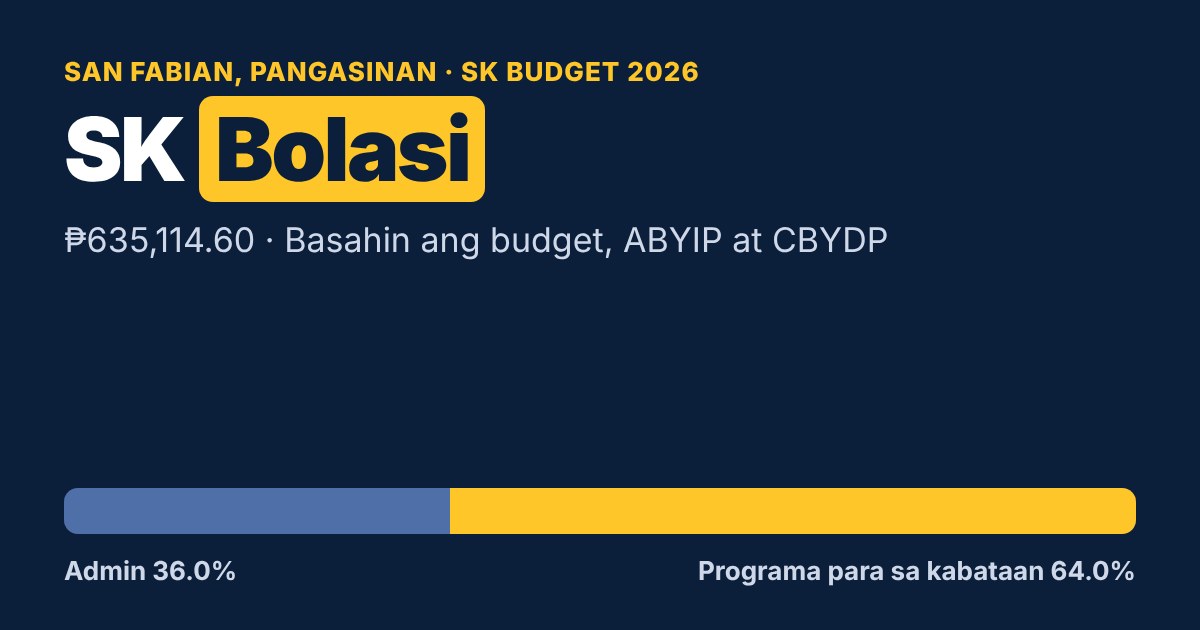 SAN FABIAN, PANGASINAN · SK BUDGET 2026
SK Bolasi
₱635,114.60 · Basahin ang budget, ABYIP at CBYDP
Admin 36.0%
Programa para sa kabataan 64.0%